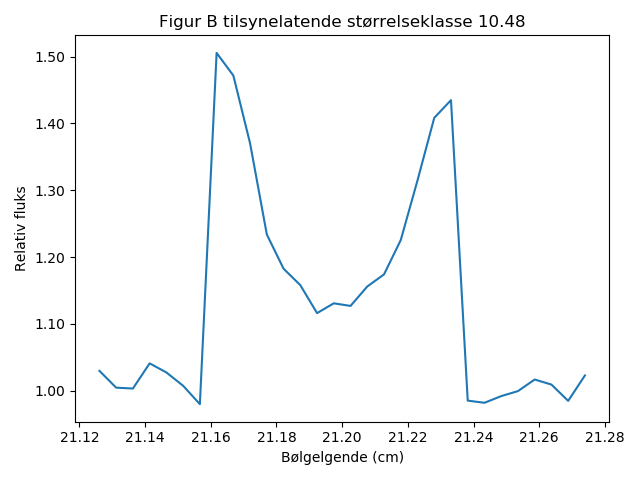 Figur B tilsynelatende størrelseklasse 10.48
1.50
1.40
1.30
1.20
1.10
1.00
Relativ fluks
21.12 21.14 21.16 21.18 21.20 21.22 21.24 21.26 21.28
Bølgelgende (cm)